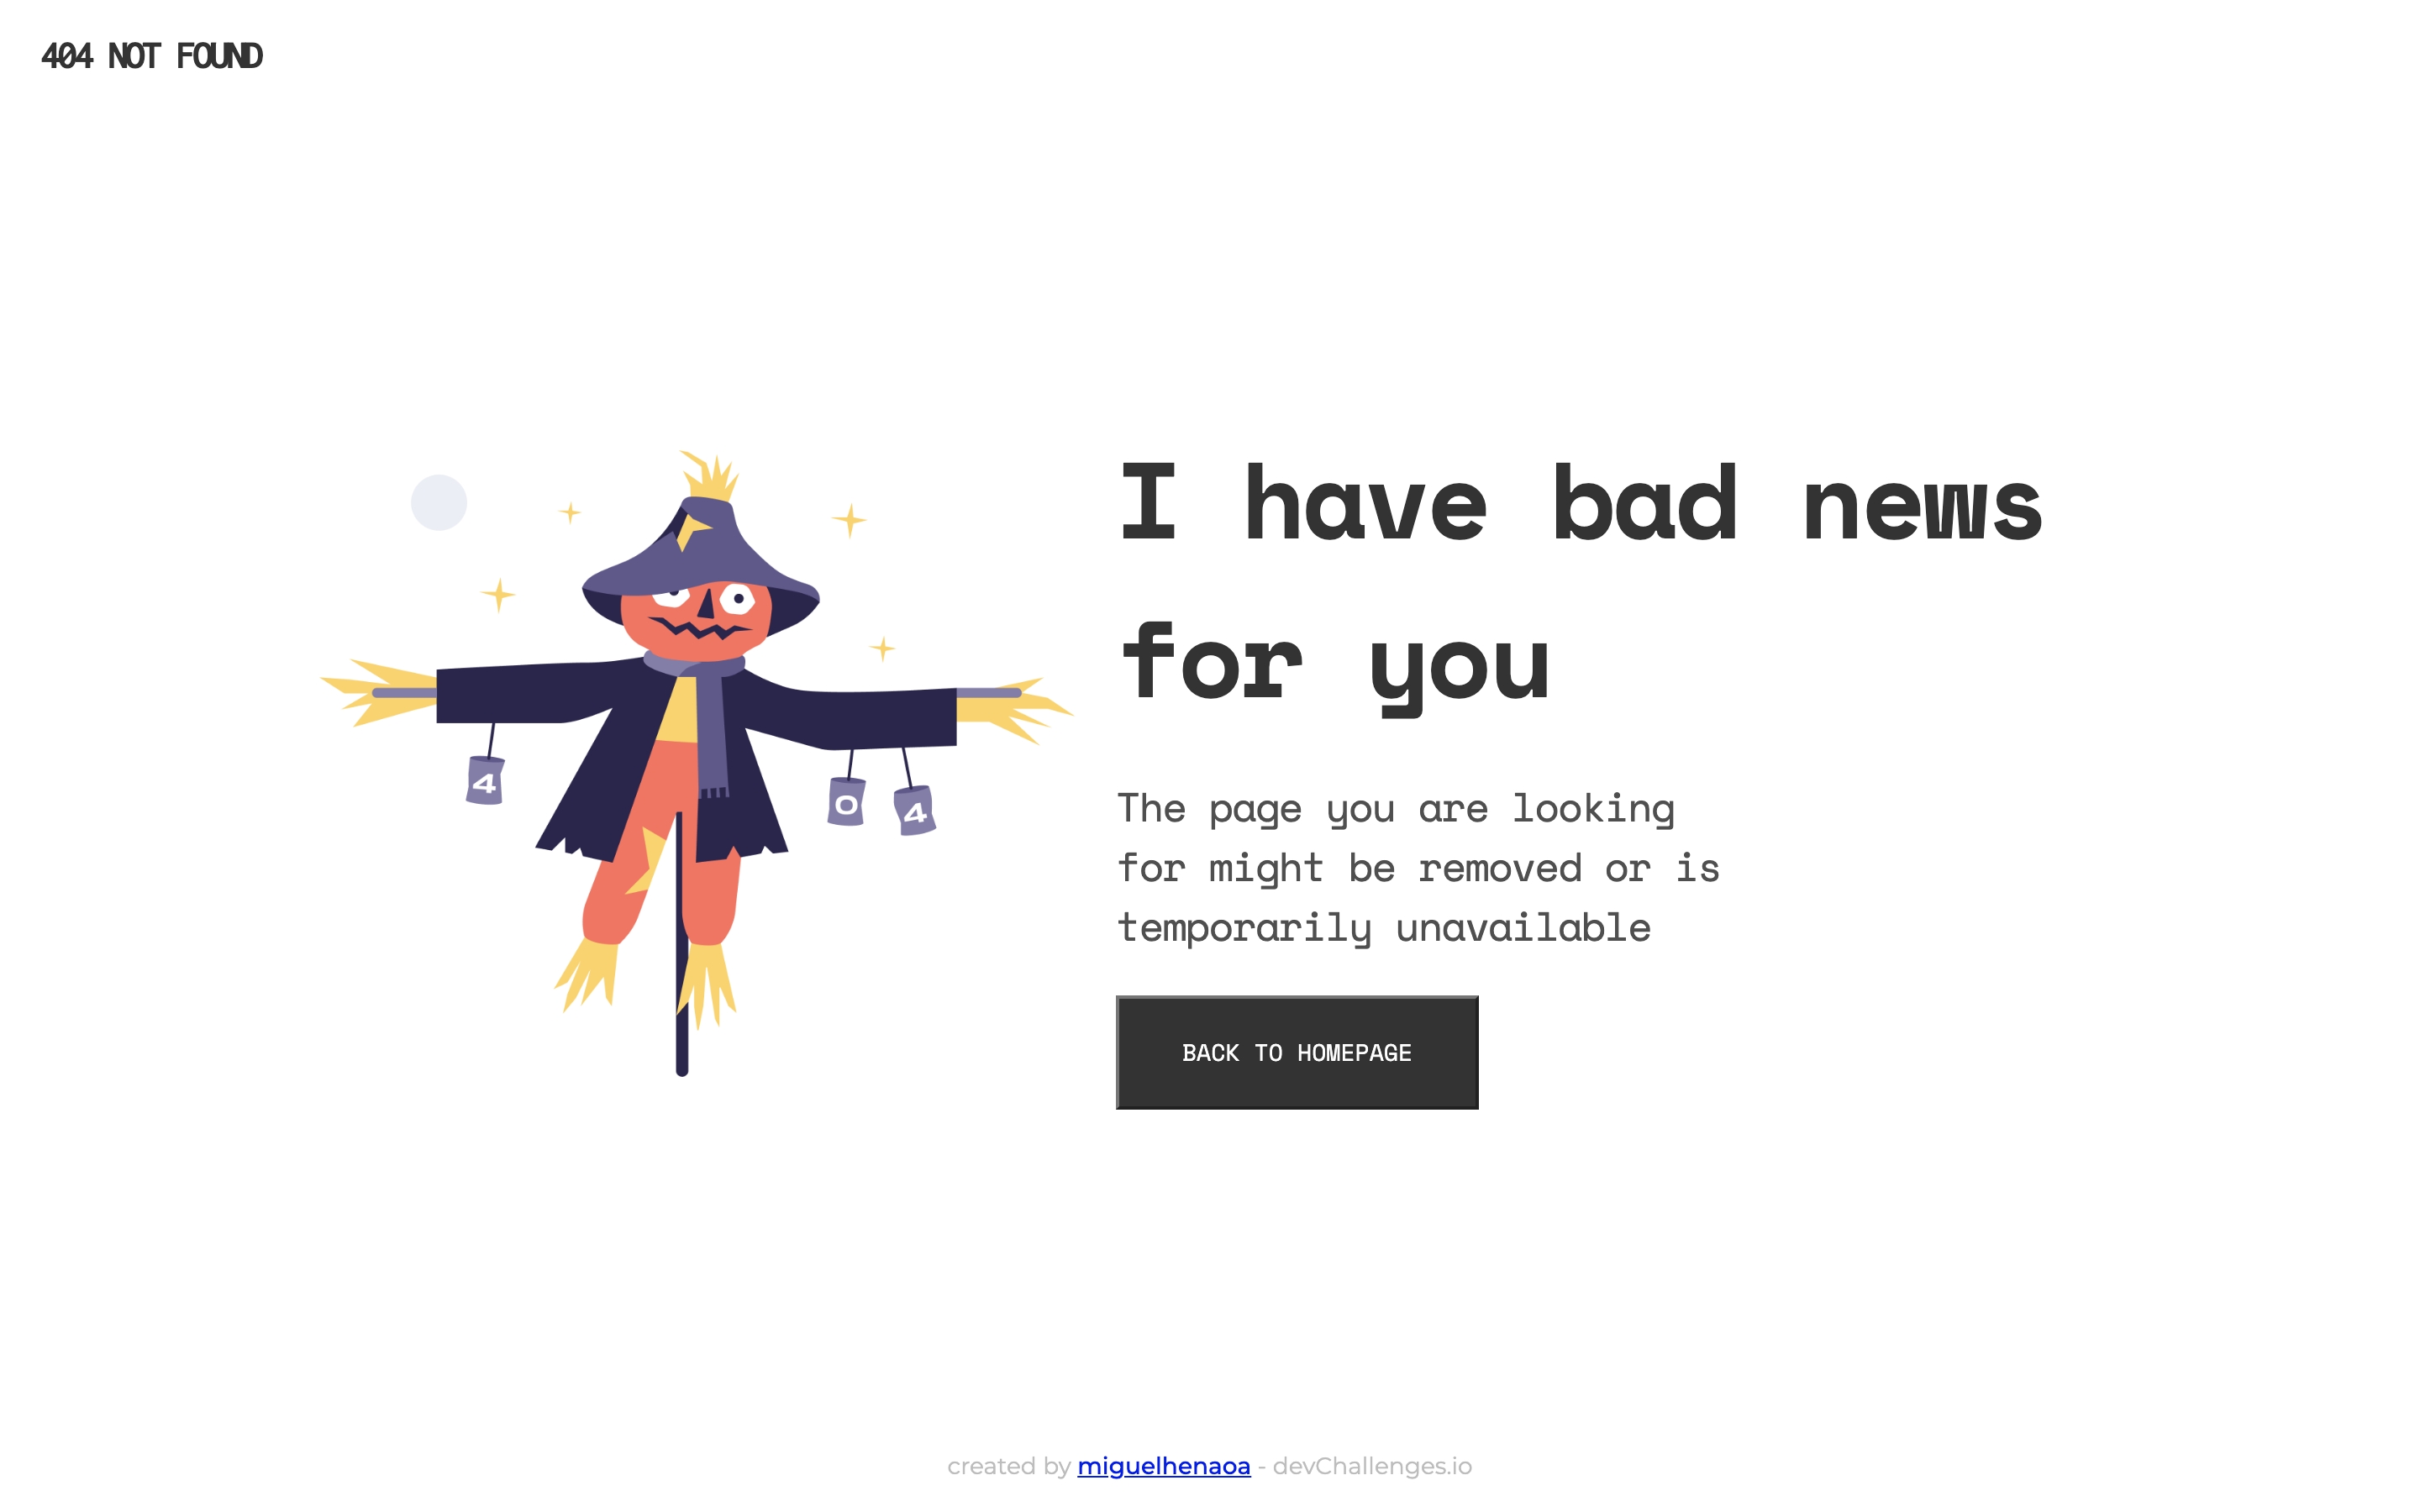 404 NOT FOUND
I have bad news
for you
4
0
4
The page you are looking
for might be removed or is
temporarily unavailable
BACK TO HOMEPAGE
created by miguelhenaoa - devChallenges.io